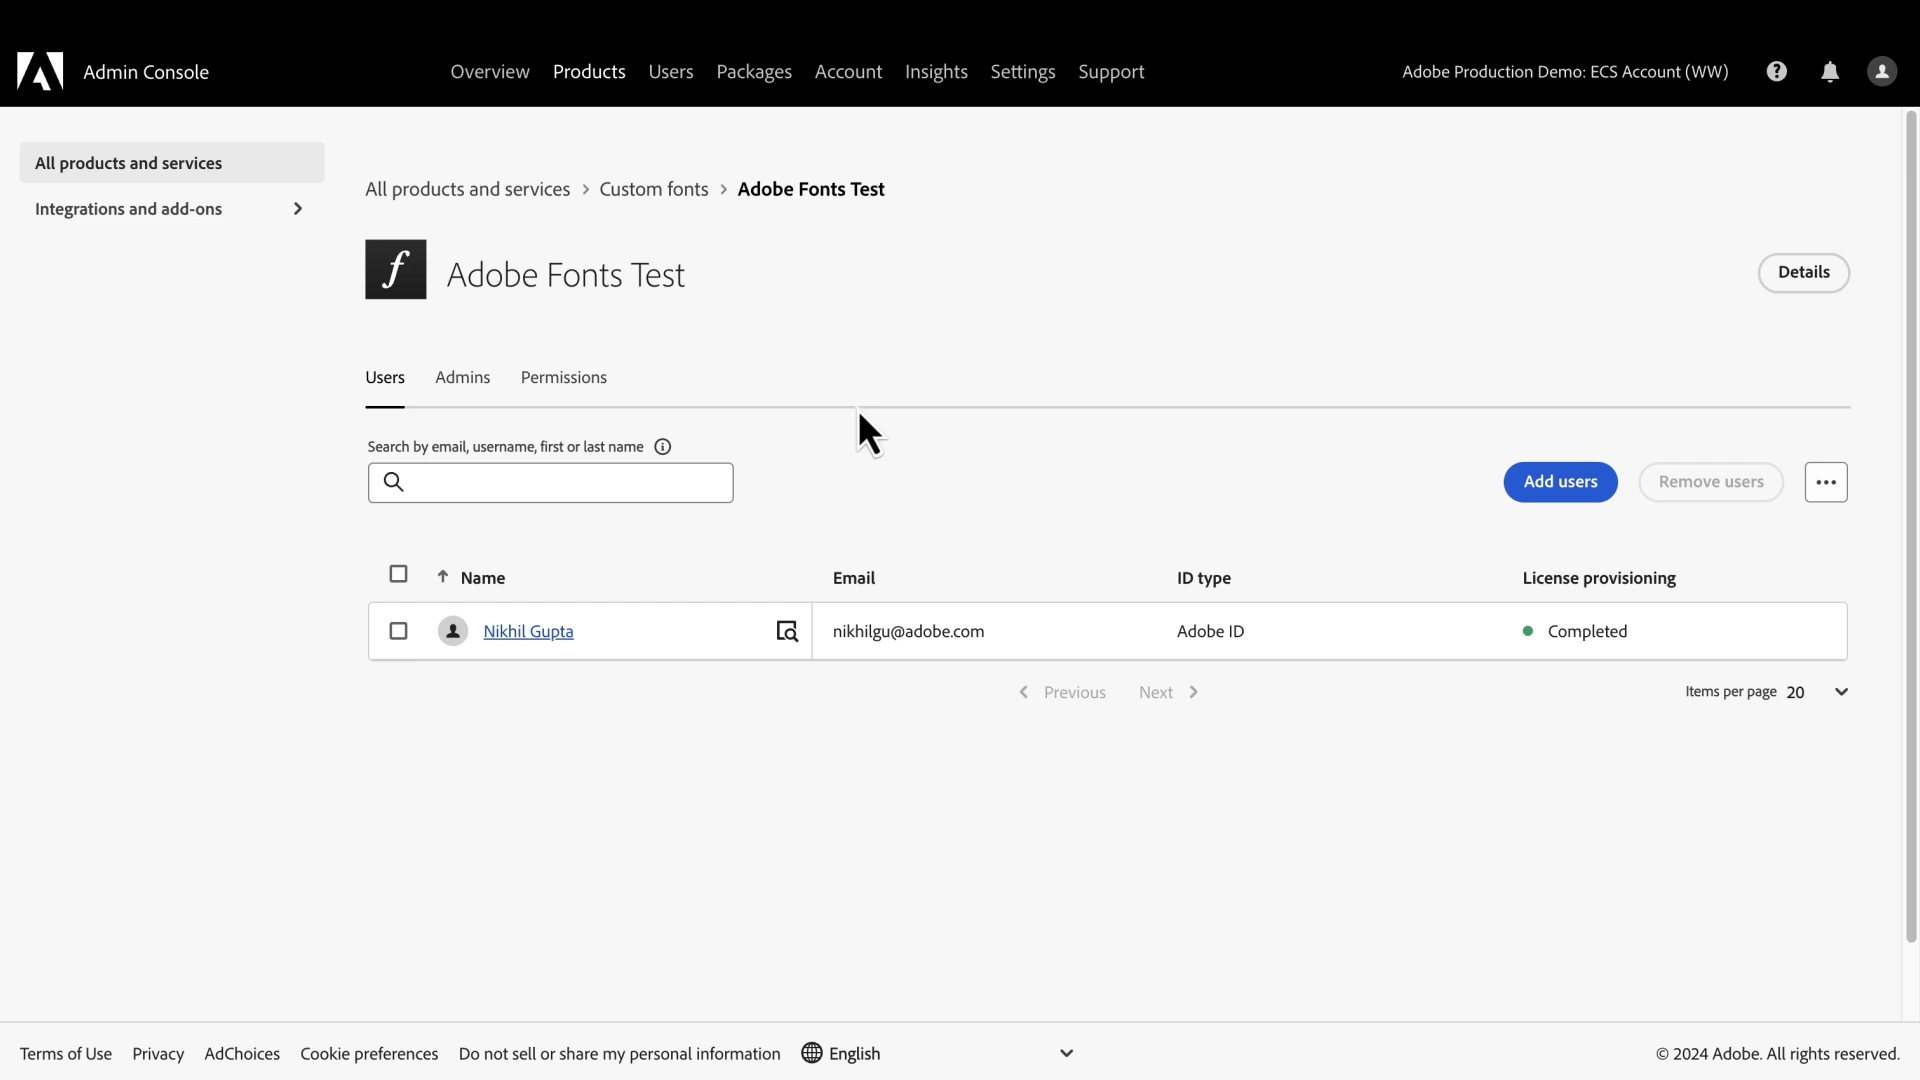 Admin Console
Overview Products Users Packages Account Insights Settings Support
Adobe Production Demo: ECS Account (WW)
All products and services
Integrations and add-ons
All products and services > Custom fonts > Adobe Fonts Test
f Adobe Fonts Test
Details
Users Admins Permissions
Search by email, username, first or last name
Add users Remove users
Name Email ID type License provisioning
Nikhil Gupta nikhilgu@adobe.com Adobe ID Completed
Previous Next
Items per page 20
Terms of Use Privacy AdChoices Cookie preferences Do not sell or share my personal information English
© 2024 Adobe. All rights reserved.